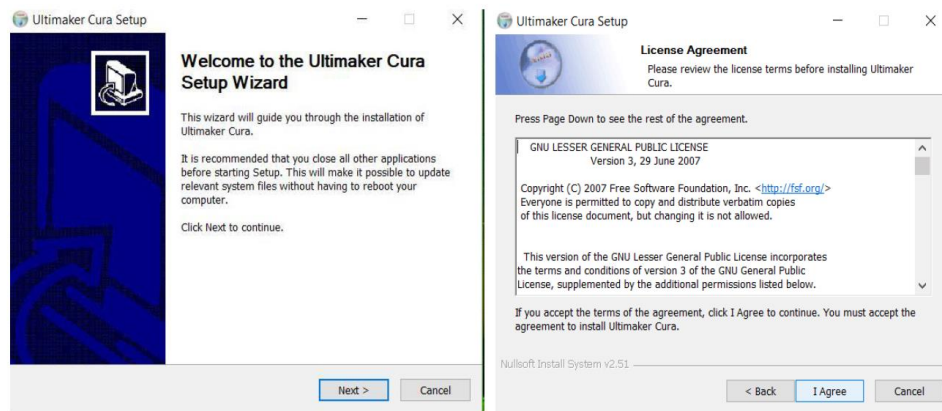 Ultimaker Cura Setup
Welcome to the Ultimaker Cura
Setup Wizard
This wizard will guide you through the installation of
Ultimaker Cura.
It is recommended that you close all other applications
before starting Setup. This will make it possible to update
relevant system files without having to reboot your
computer.
Click Next to continue.
Next >
Cancel
Ultimaker Cura Setup
License Agreement
Please review the license terms before installing Ultimaker
Cura.
Press Page Down to see the rest of the agreement.
GNU LESSER GENERAL PUBLIC LICENSE
Version 3, 29 June 2007
Copyright (C) 2007 Free Software Foundation, Inc. <http://fsf.org/>
Everyone is permitted to copy and distribute verbatim copies
of this license document, but changing it is not allowed.
This version of the GNU Lesser General Public License incorporates
the terms and conditions of version 3 of the GNU General Public
License, supplemented by the additional permissions listed below.
If you accept the terms of the agreement, click I Agree to continue. You must accept the
agreement to install Ultimaker Cura.
Nullsoft Install System v2.51
< Back
I Agree
Cancel